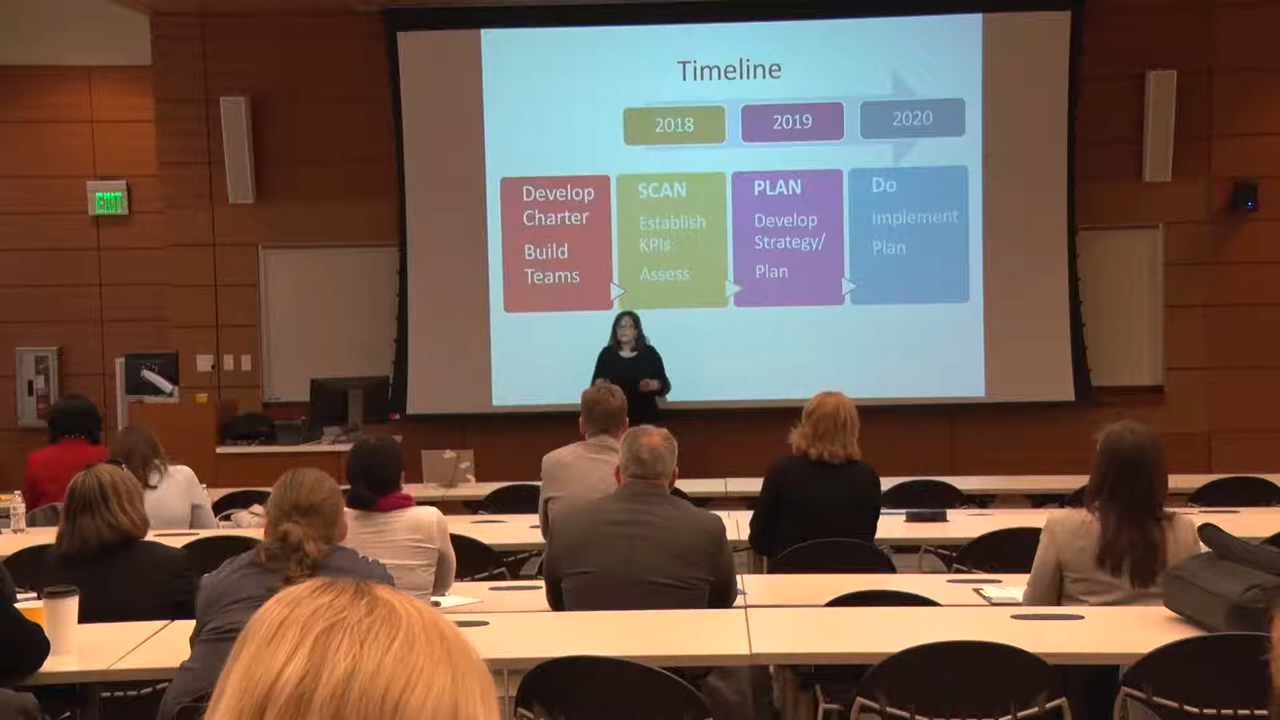 Timeline
2018
2019
2020
Develop
Charter
Build
Teams
SCAN
Establish
KPIs
Assess
PLAN
Develop
Strategy/
Plan
Do
Implement
Plan
EXIT